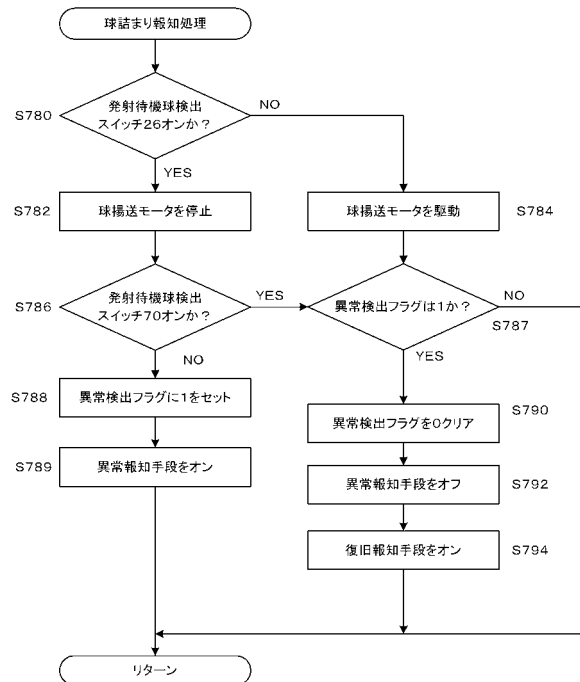 球詰まり報知処理
S780
発射待機球検出
スイッチ26オンか?
NO
YES
S782
球揚送モータを停止
球揚送モータを駆動
S784
S786
発射待機球検出
スイッチ70オンか?
YES
異常検出フラグは1か?
NO
S787
NO
YES
S788
異常検出フラグに1をセット
異常検出フラグを0クリア
S790
S789
異常報知手段をオン
異常報知手段をオフ
S792
復旧報知手段をオン
S794
リターン